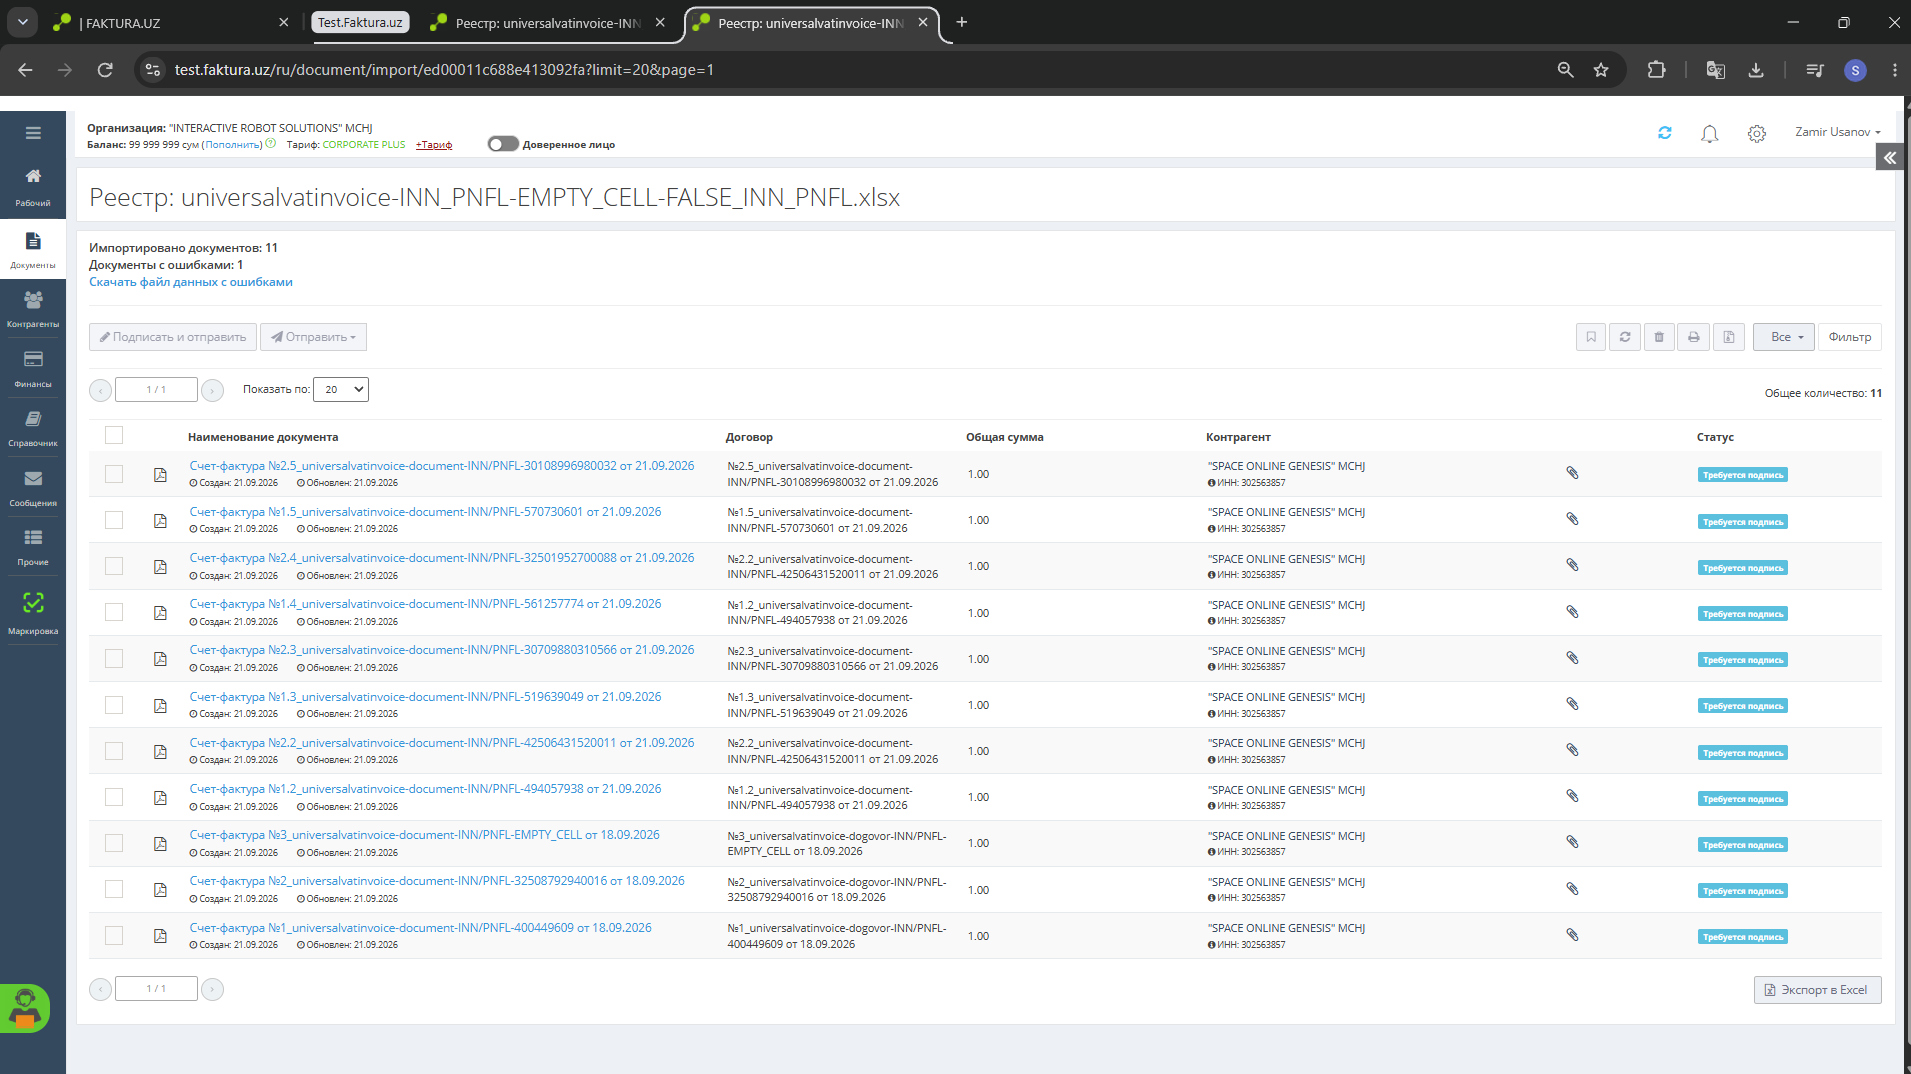 | FAKTURA.UZ
Test.Faktura.uz
Реестр: universalvatinvoice-INN
Реестр: universalvatinvoice-INN
test.faktura.uz/ru/document/import/ed00011c688e413092fa?limit=20&page=1
S
Организация: "INTERACTIVE ROBOT SOLUTIONS" MCHJ
Баланс: 99 999 999 сум (Пополнить) Тариф: CORPORATE PLUS +Тариф
Доверенное лицо
Zamir Usanov
Рабочий
Документы
Контрагенты
Финансы
Справочник
Сообщения
Прочие
Маркировка
Реестр: universalvatinvoice-INN_PNFL-EMPTY_CELL-FALSE_INN_PNFL.xlsx
Импортировано документов: 11
Документы с ошибками: 1
Скачать файл данных с ошибками
Подписать и отправить Отправить Все Фильтр
1 / 1 Показать по: 20 Общее количество: 11
Наименование документа Договор Общая сумма Контрагент Статус
Счет-фактура №2.5_universalvatinvoice-document-INN/PNFL-30108996980032 от 21.09.2026
Создан: 21.09.2026 Обновлен: 21.09.2026
№2.5_universalvatinvoice-document-
INN/PNFL-30108996980032 от 21.09.2026
1.00
"SPACE ONLINE GENESIS" MCHJ
ИНН: 302563857
Требуется подпись
Счет-фактура №1.5_universalvatinvoice-document-INN/PNFL-570730601 от 21.09.2026
Создан: 21.09.2026 Обновлен: 21.09.2026
№1.5_universalvatinvoice-document-
INN/PNFL-570730601 от 21.09.2026
1.00
"SPACE ONLINE GENESIS" MCHJ
ИНН: 302563857
Требуется подпись
Счет-фактура №2.4_universalvatinvoice-document-INN/PNFL-32501952700088 от 21.09.2026
Создан: 21.09.2026 Обновлен: 21.09.2026
№2.2_universalvatinvoice-document-
INN/PNFL-42506431520011 от 21.09.2026
1.00
"SPACE ONLINE GENESIS" MCHJ
ИНН: 302563857
Требуется подпись
Счет-фактура №1.4_universalvatinvoice-document-INN/PNFL-561257774 от 21.09.2026
Создан: 21.09.2026 Обновлен: 21.09.2026
№1.2_universalvatinvoice-document-
INN/PNFL-494057938 от 21.09.2026
1.00
"SPACE ONLINE GENESIS" MCHJ
ИНН: 302563857
Требуется подпись
Счет-фактура №2.3_universalvatinvoice-document-INN/PNFL-30709880310566 от 21.09.2026
Создан: 21.09.2026 Обновлен: 21.09.2026
№2.3_universalvatinvoice-document-
INN/PNFL-30709880310566 от 21.09.2026
1.00
"SPACE ONLINE GENESIS" MCHJ
ИНН: 302563857
Требуется подпись
Счет-фактура №1.3_universalvatinvoice-document-INN/PNFL-519639049 от 21.09.2026
Создан: 21.09.2026 Обновлен: 21.09.2026
№1.3_universalvatinvoice-document-
INN/PNFL-519639049 от 21.09.2026
1.00
"SPACE ONLINE GENESIS" MCHJ
ИНН: 302563857
Требуется подпись
Счет-фактура №2.2_universalvatinvoice-document-INN/PNFL-42506431520011 от 21.09.2026
Создан: 21.09.2026 Обновлен: 21.09.2026
№2.2_universalvatinvoice-document-
INN/PNFL-42506431520011 от 21.09.2026
1.00
"SPACE ONLINE GENESIS" MCHJ
ИНН: 302563857
Требуется подпись
Счет-фактура №1.2_universalvatinvoice-document-INN/PNFL-494057938 от 21.09.2026
Создан: 21.09.2026 Обновлен: 21.09.2026
№1.2_universalvatinvoice-document-
INN/PNFL-494057938 от 21.09.2026
1.00
"SPACE ONLINE GENESIS" MCHJ
ИНН: 302563857
Требуется подпись
Счет-фактура №3_universalvatinvoice-document-INN/PNFL-EMPTY_CELL от 18.09.2026
Создан: 21.09.2026 Обновлен: 21.09.2026
№3_universalvatinvoice-dogovor-INN/PNFL-
EMPTY_CELL от 18.09.2026
1.00
"SPACE ONLINE GENESIS" MCHJ
ИНН: 302563857
Требуется подпись
Счет-фактура №2_universalvatinvoice-document-INN/PNFL-32508792940016 от 18.09.2026
Создан: 21.09.2026 Обновлен: 21.09.2026
№2_universalvatinvoice-dogovor-INN/PNFL-
32508792940016 от 18.09.2026
1.00
"SPACE ONLINE GENESIS" MCHJ
ИНН: 302563857
Требуется подпись
Счет-фактура №1_universalvatinvoice-document-INN/PNFL-400449609 от 18.09.2026
Создан: 21.09.2026 Обновлен: 21.09.2026
№1_universalvatinvoice-dogovor-INN/PNFL-
400449609 от 18.09.2026
1.00
"SPACE ONLINE GENESIS" MCHJ
ИНН: 302563857
Требуется подпись
1 / 1
Экспорт в Excel